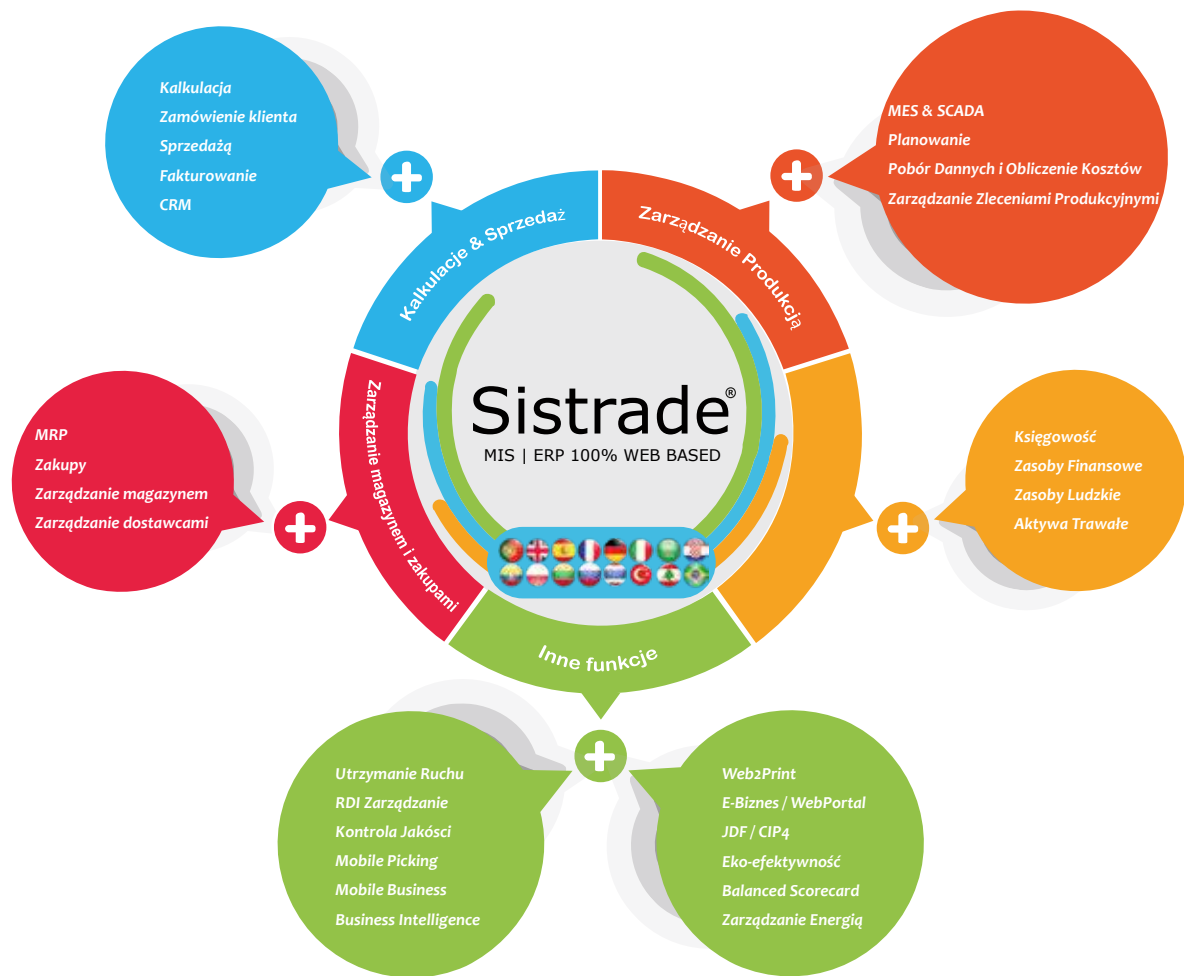 Kalkulacja
Zamówienie klienta
Sprzedażą
Fakturowanie
CRM
MES & SCADA
Planowanie
Pobór Dannych i Obliczenie Kosztów
Zarządzanie Zleceniami Produkcyjnymi
Kalkulacje & Sprzedaż
Zarządzanie Produkcją
Zarządzanie magazynem i zakupami
Sistrade®
MIS | ERP 100% WEB BASED
MRP
Zakupy
Zarządzanie magazynem
Zarządzanie dostawcami
Księgowość
Zasoby Finansowe
Zasoby Ludzkie
Aktywa Trawałe
Inne funkcje
Utrzymanie Ruchu
RDI Zarządzanie
Kontrola Jakósci
Mobile Picking
Mobile Business
Business Intelligence
Web2Print
E-Biznes / WebPortal
JDF / CIP4
Eko-efektywność
Balanced Scorecard
Zarządzanie Energią